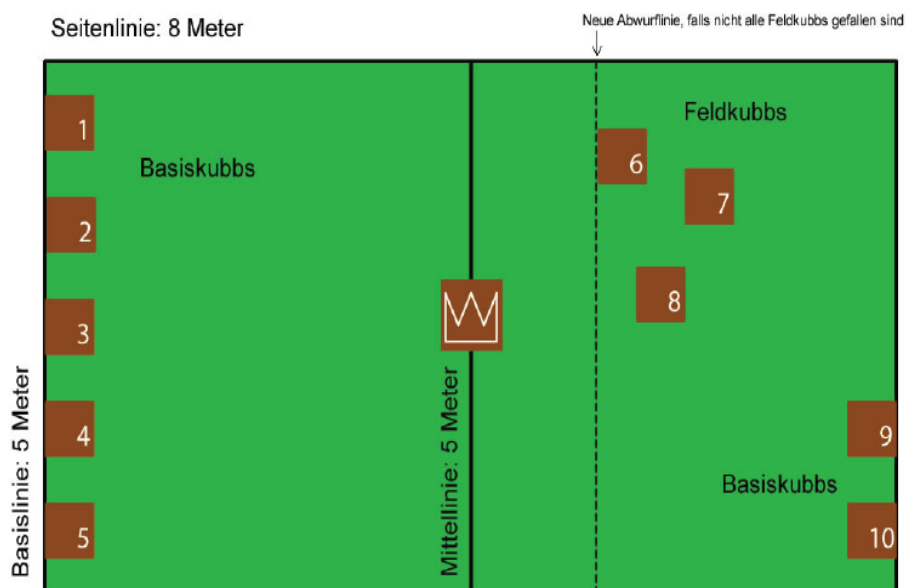 Seitenlinie: 8 Meter
Neue Abwurflinie, falls nicht alle Feldkubbs gefallen sind
1
Basiskubbs
2
3
4
5
Basislinie: 5 Meter
Mittellinie: 5 Meter
Feldkubbs
6
7
8
9
Basiskubbs
10